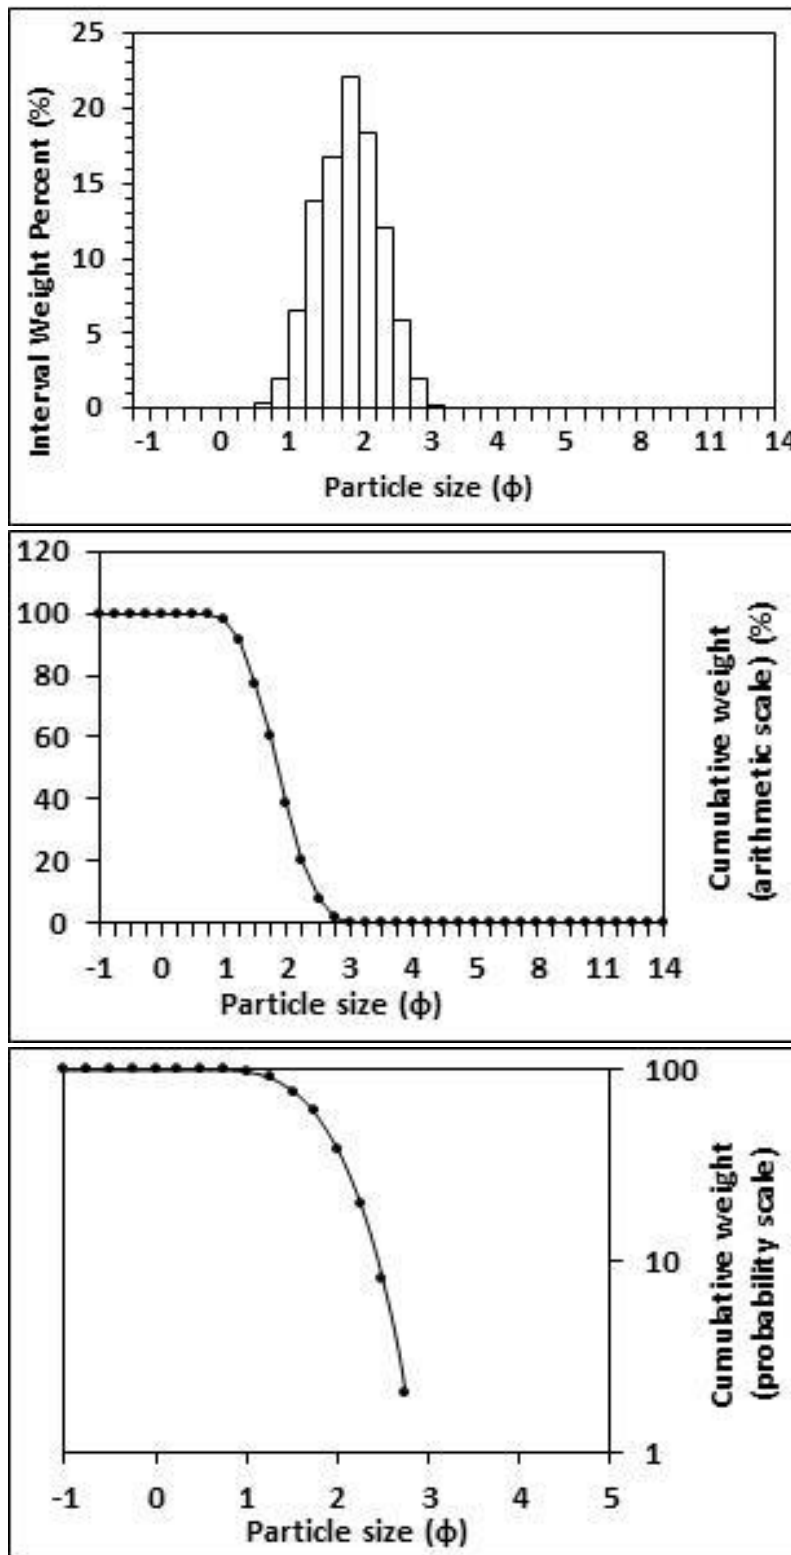 Interval Weight Percent (%)
25
20
15
10
5
0
-1 0 1 2 3 4 5 8 11 14
Particle size (ϕ)
120
100
80
60
40
20
0
-1 0 1 2 3 4 5 8 11 14
Particle size (ϕ)
Cumulative weight
(arithmetic scale) (%)
100
10
1
-1 0 1 2 3 4 5
Particle size (ϕ)
Cumulative weight
(probability scale)